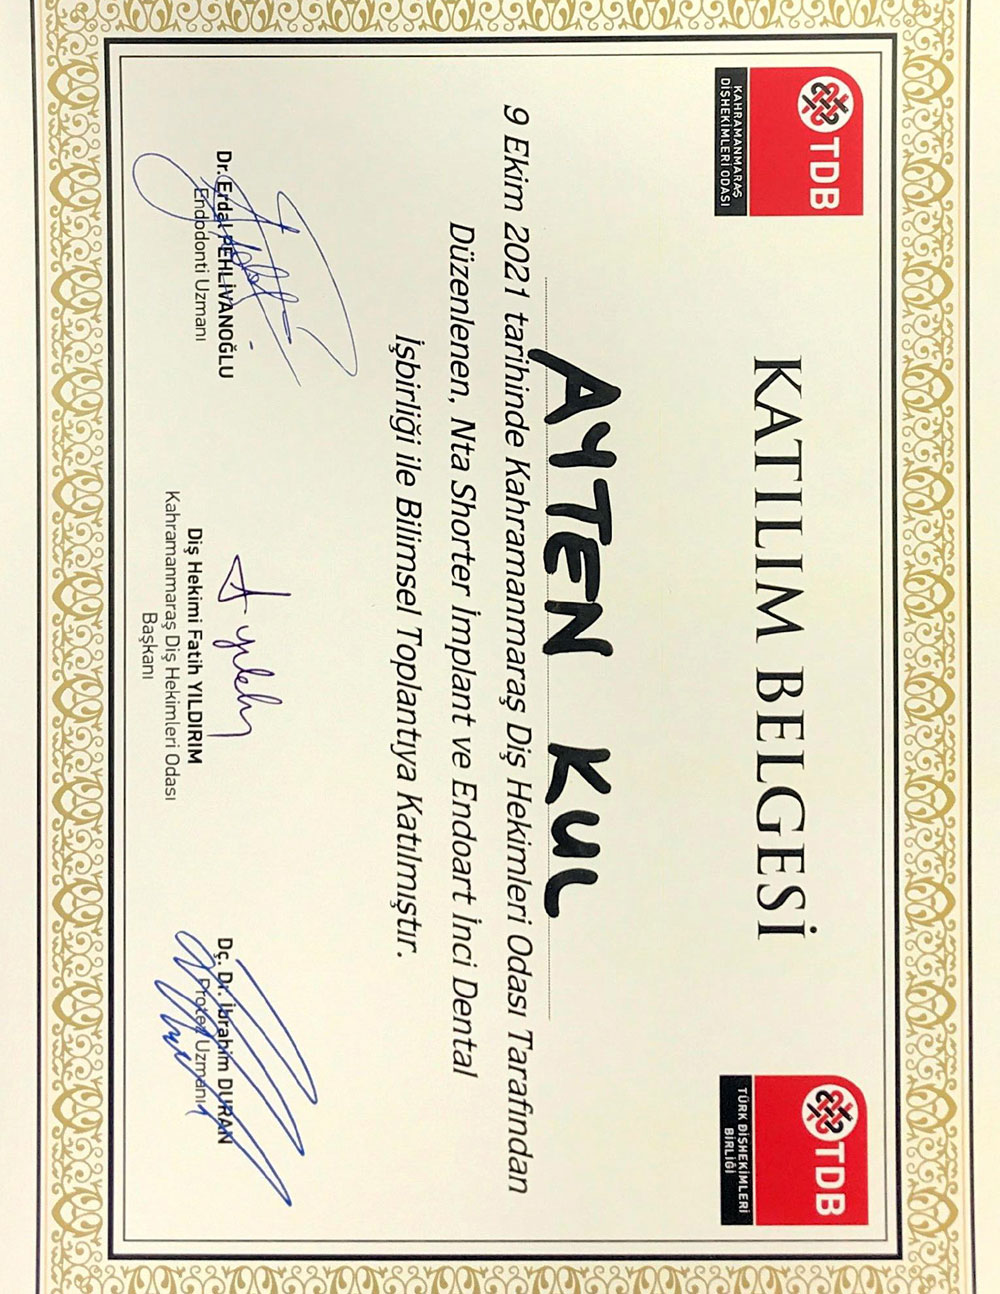 TDB
KAHRAMANMARAŞ
DİŞHEKİMLERİ ODASI
TDB
TÜRK DİŞHEKİMLERİ
BİRLİĞİ
KATILIM BELGESİ
AYTEN KUL
9 Ekim 2021 tarihinde Kahramanmaraş Diş Hekimleri Odası Tarafından
Düzenlenen, Nta Shorter İmplant ve Endoart İnci Dental
İşbirliği ile Bilimsel Toplantıya Katılmıştır.
Dr. Erdal PEHLİVANOĞLU
Endodonti Uzmanı
Diş Hekimi Fatih YILDIRIM
Kahramanmaraş Diş Hekimleri Odası
Başkanı
Dç. Dr. İbrahim DURAN
Protez Uzmanı